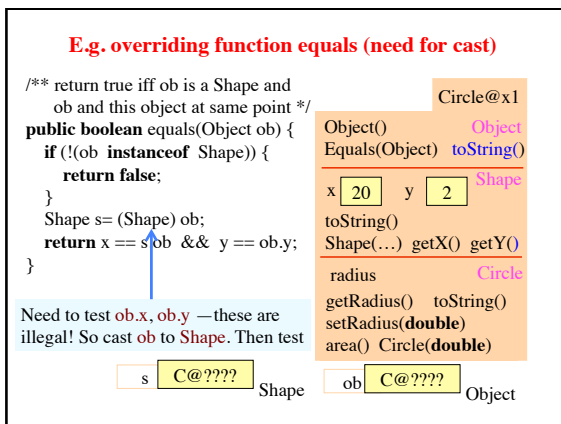 E.g. overriding function equals (need for cast)
/** return true iff ob is a Shape and
ob and this object at same point */
public boolean equals(Object ob) {
if (!(ob instanceof Shape)) {
return false;
}
Shape s= (Shape) ob;
return x == s ob && y == ob.y;
}
Need to test ob.x, ob.y —these are
illegal! So cast ob to Shape. Then test
Circle@x1
Object() Object
Equals(Object) toString()
Shape
x 20 y 2
toString()
Shape(…) getX() getY()
radius Circle
getRadius() toString()
setRadius(double)
area() Circle(double)
s C@???? Shape
ob C@???? Object